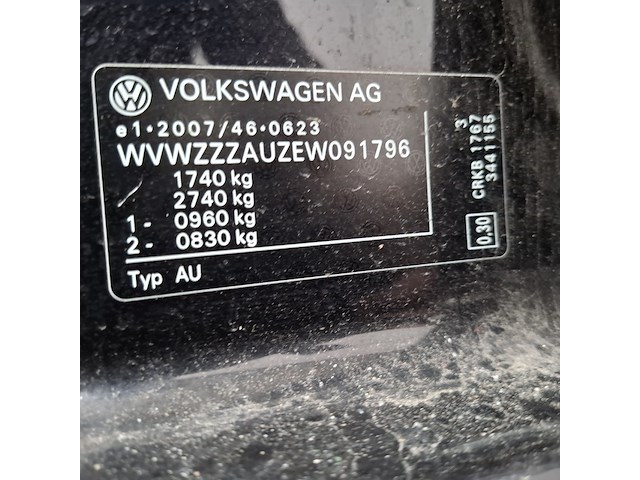 VOLKSWAGEN AG
e1*2007/46*0623
WVWZZZAUZEW091796
1740 kg
2740 kg
1- 0960 kg
2- 0830 kg
Typ AU
CRKB 1767
3
3441155
0,30